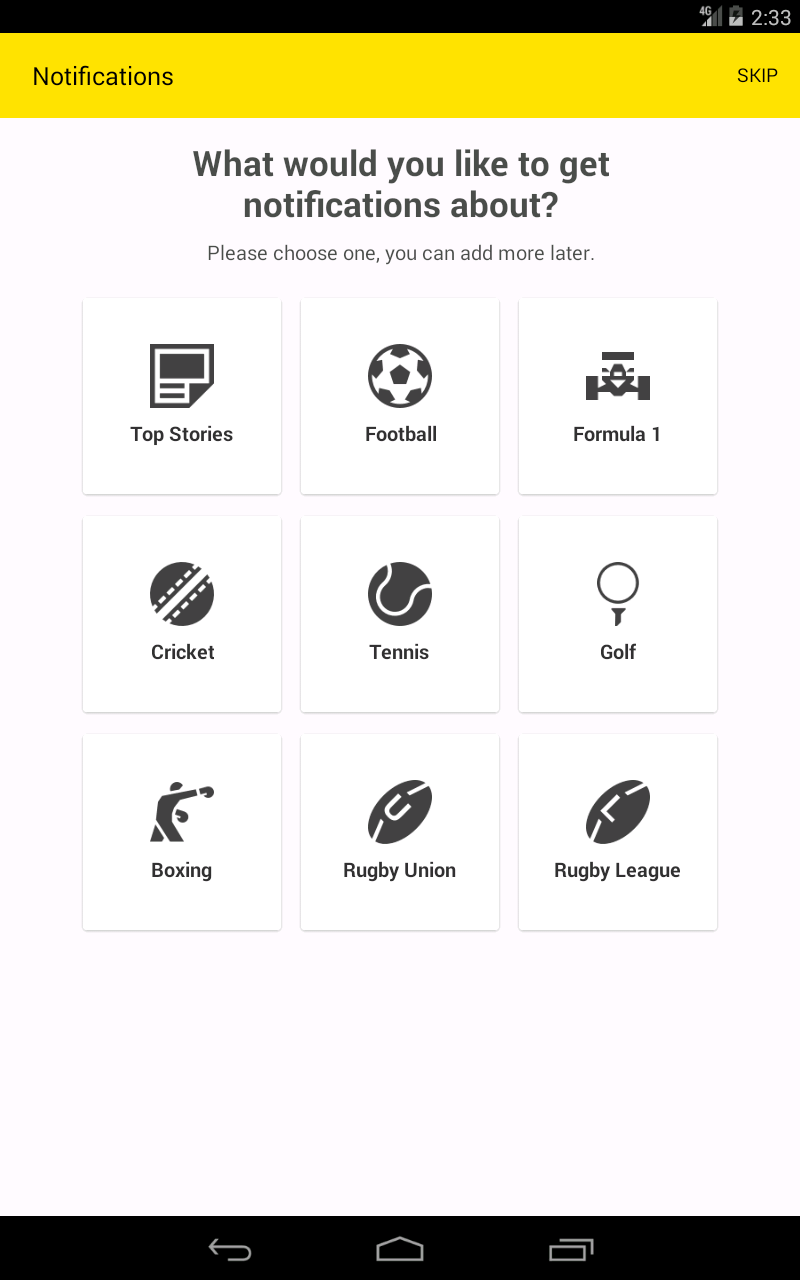 4G 2:33
Notifications SKIP
What would you like to get
notifications about?
Please choose one, you can add more later.
Top Stories Football Formula 1
Cricket Tennis Golf
Boxing Rugby Union Rugby League